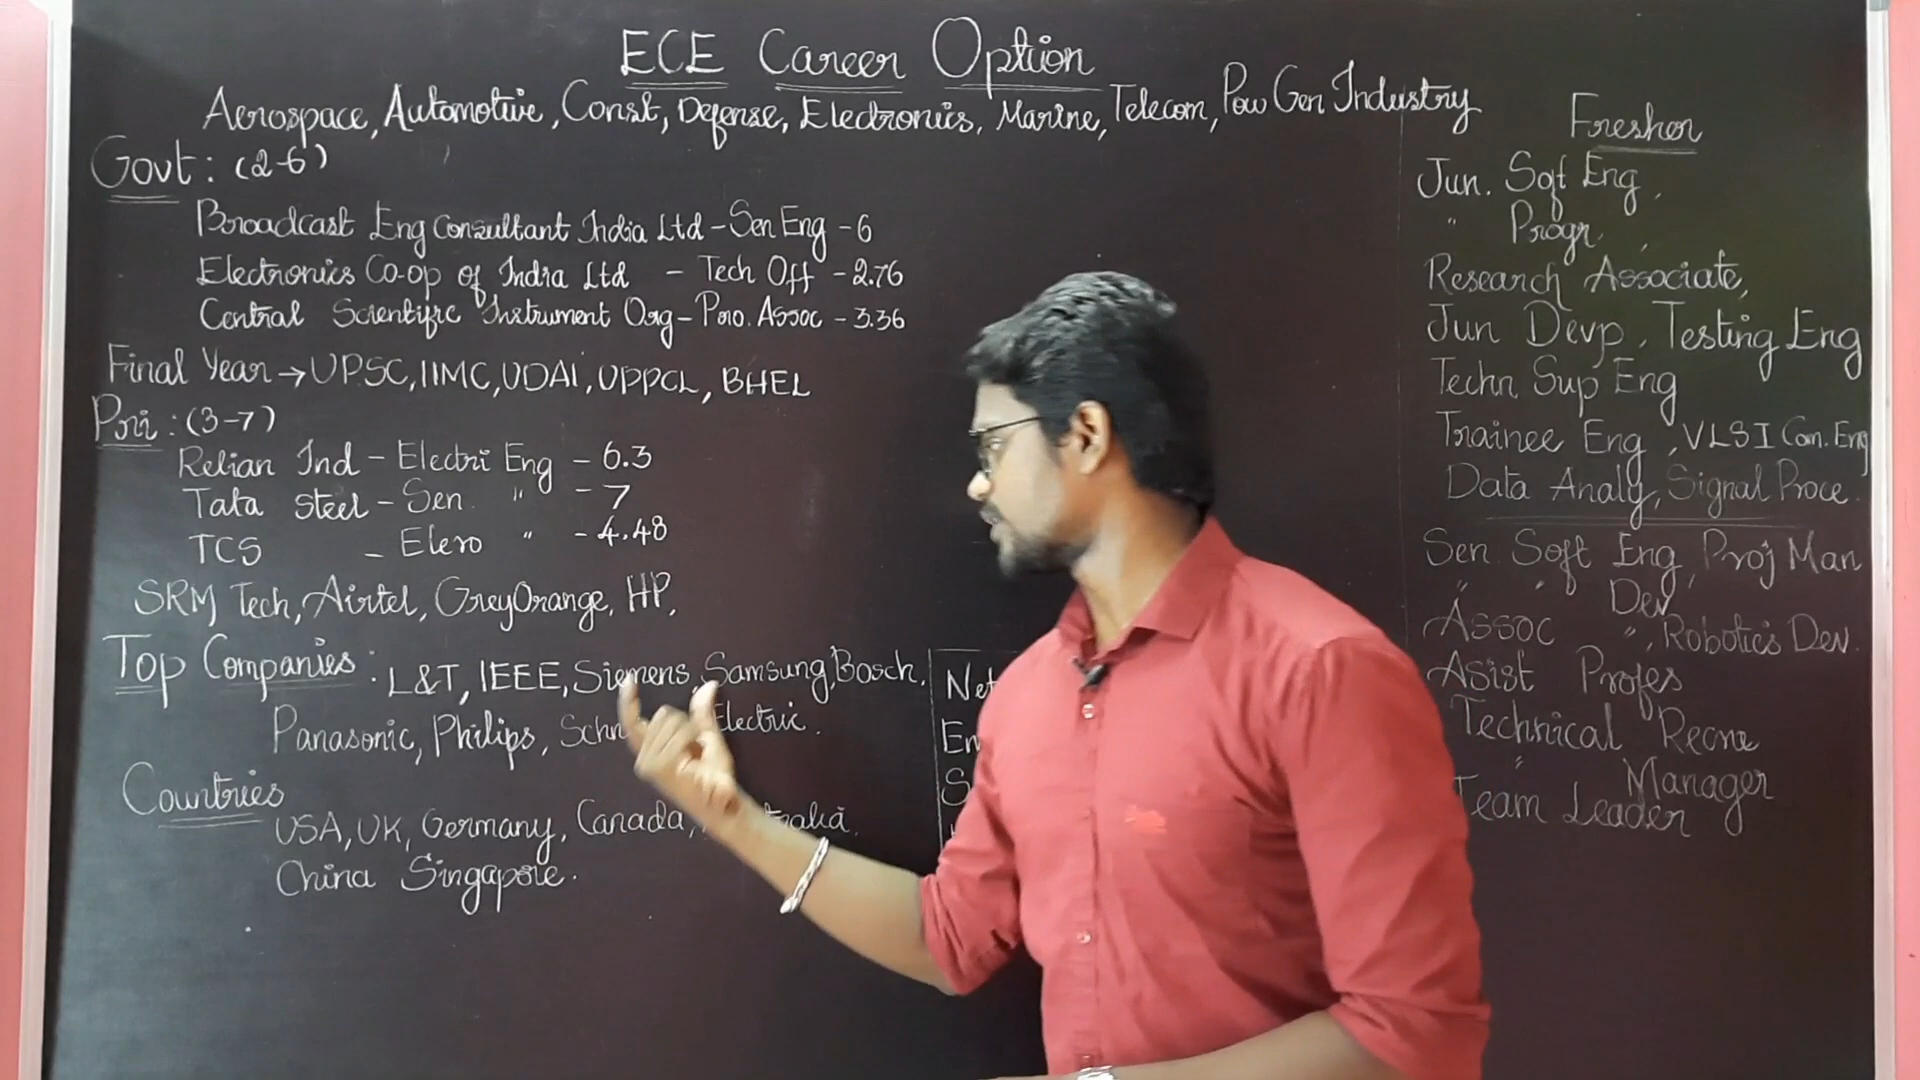 ECE Career Option
Aerospace, Automotive, Const, Defense, Electronics, Marine, Telecom, Pow Gen Industry
Govt: (2-6)
Broadcast Eng Consultant India Ltd - Sen Eng - 6
Electronics Co-op of India Ltd - Tech Off - 2.76
Central Scientific Instrument Org - Pro. Assoc - 3.36
Final Year → UPSC, IIMC, UDAI, UPPCL, BHEL
Pri: (3-7)
Relian Ind - Electri Eng - 6.3
Tata Steel - Sen. " - 7
TCS - Elero " - 4.48
SRM Tech, Airtel, GreyOrange, HP,
Top Companies: L&T, IEEE, Siemens, Samsung, Bosch,
Panasonic, Philips, Schn Electric.
Countries
USA, UK, Germany, Canada,
China Singapore.
Net
En
S
Fresher
Jun. Soft Eng,
" Progr,
Research Associate,
Jun Devp, Testing Eng
Techn Sup Eng
Trainee Eng, VLSI Com. Eng
Data Analy, Signal Proce.
Sen Soft Eng, Proj Man
" " Dev
Assoc ", Robotics Dev.
Asist Profes
Technical
" Manager
Team Leader